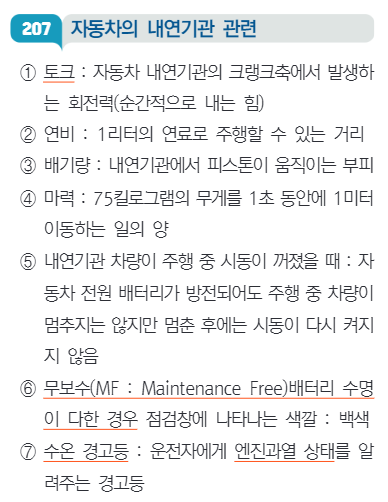 207 자동차의 내연기관 관련
① 토크 : 자동차 내연기관의 크랭크축에서 발생하
는 회전력(순간적으로 내는 힘)
② 연비 : 1리터의 연료로 주행할 수 있는 거리
③ 배기량 : 내연기관에서 피스톤이 움직이는 부피
④ 마력 : 75킬로그램의 무게를 1초 동안에 1미터
이동하는 일의 양
⑤ 내연기관 차량이 주행 중 시동이 꺼졌을 때 : 자
동차 전원 배터리가 방전되어도 주행 중 차량이
멈추지는 않지만 멈춘 후에는 시동이 다시 켜지
지 않음
⑥ 무보수(MF : Maintenance Free)배터리 수명
이 다한 경우 점검창에 나타나는 색깔 : 백색
⑦ 수온 경고등 : 운전자에게 엔진과열 상태를 알
려주는 경고등